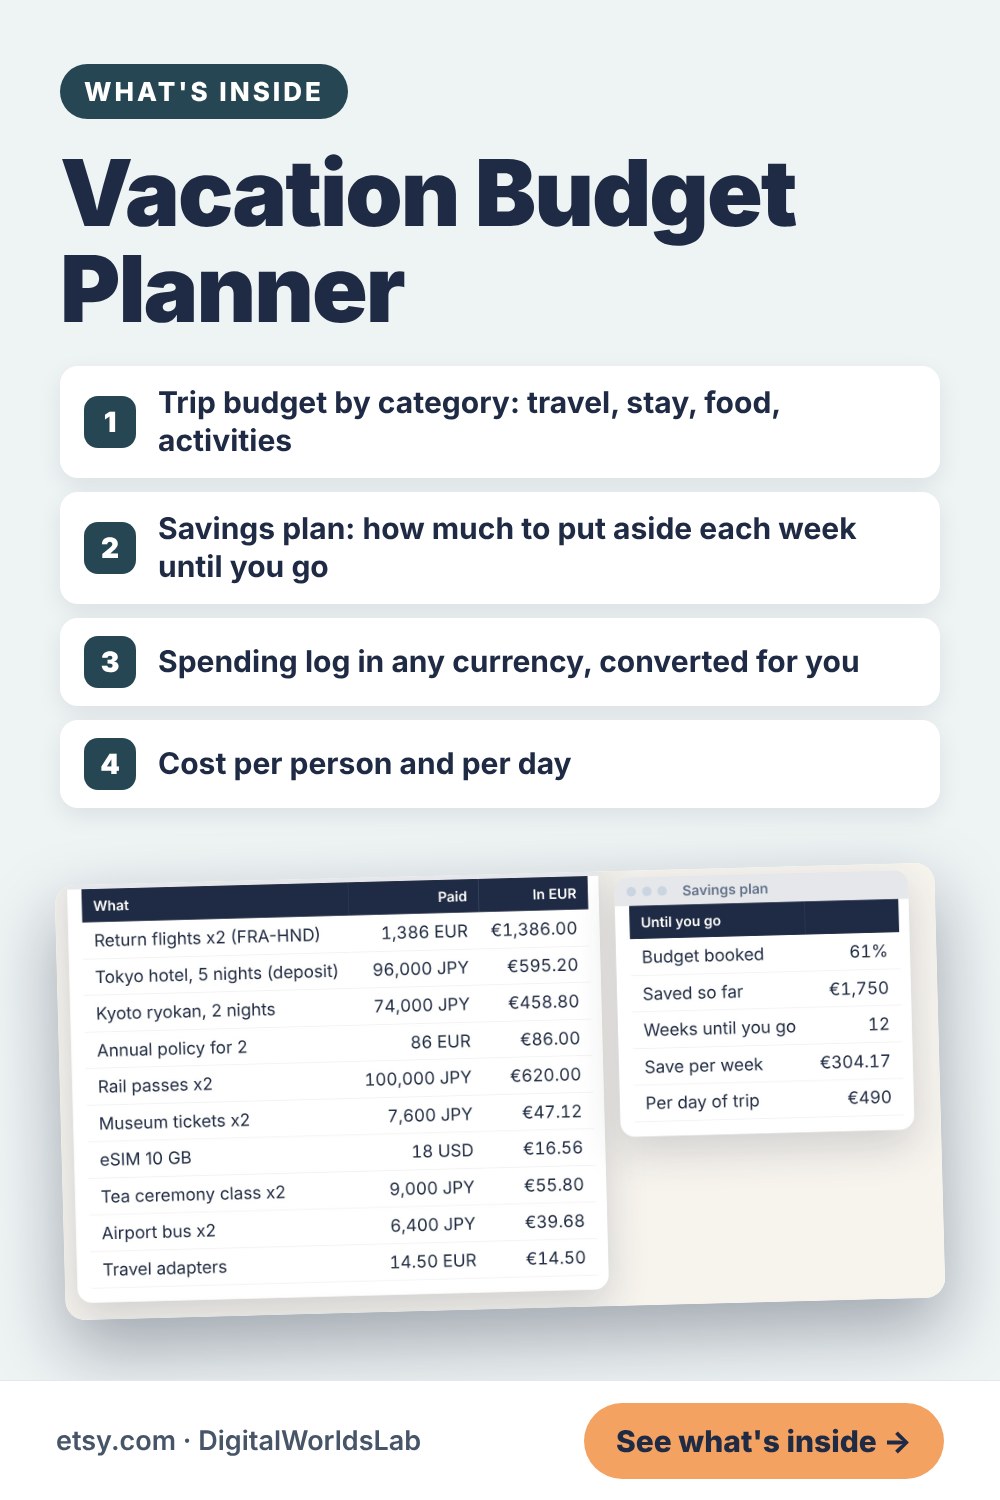 WHAT'S INSIDE
Vacation Budget
Planner
1 Trip budget by category: travel, stay, food,
activities
2 Savings plan: how much to put aside each week
until you go
3 Spending log in any currency, converted for you
4 Cost per person and per day
What Paid In EUR
Return flights x2 (FRA-HND) 1,386 EUR €1,386.00
Tokyo hotel, 5 nights (deposit) 96,000 JPY €595.20
Kyoto ryokan, 2 nights 74,000 JPY €458.80
Annual policy for 2 86 EUR €86.00
Rail passes x2 100,000 JPY €620.00
Museum tickets x2 7,600 JPY €47.12
eSIM 10 GB 18 USD €16.56
Tea ceremony class x2 9,000 JPY €55.80
Airport bus x2 6,400 JPY €39.68
Travel adapters 14.50 EUR €14.50
Savings plan
Until you go
Budget booked 61%
Saved so far €1,750
Weeks until you go 12
Save per week €304.17
Per day of trip €490
etsy.com · DigitalWorldsLab
See what's inside →